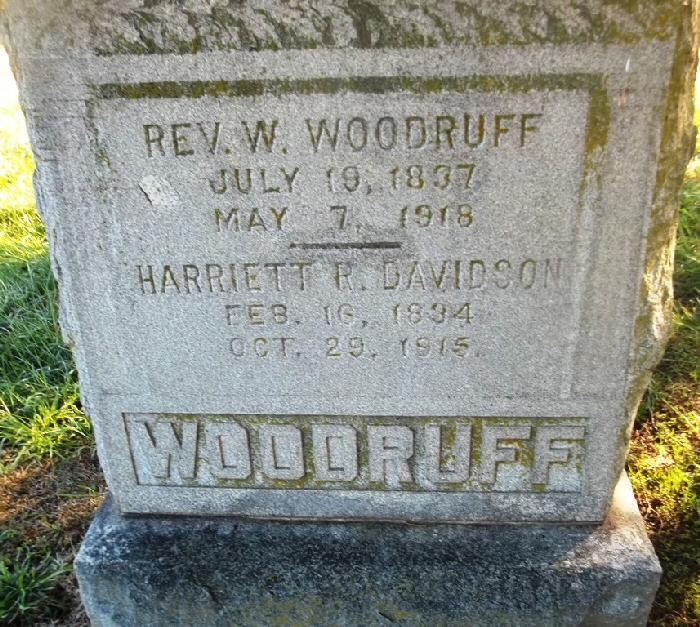 REV. W. WOODRUFF
JULY 19, 1837
MAY 7, 1918
HARRIETT R. DAVIDSON
FEB. 16, 1834
OCT. 29, 1915.
WOODRUFF